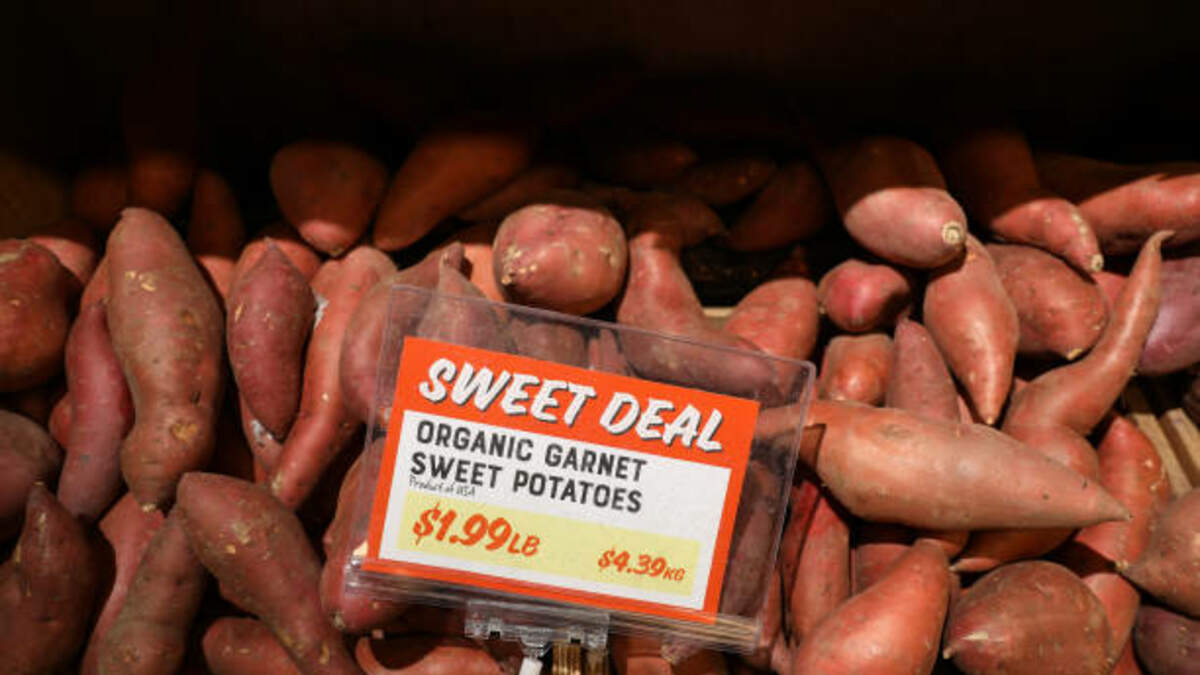 SWEET DEAL
ORGANIC GARNET
SWEET POTATOES
Product of USA
$1.99LB $4.39KG